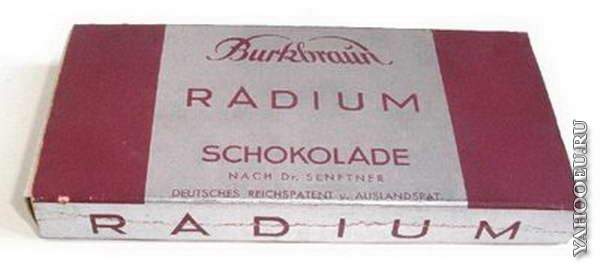 Burkbraun
RADIUM
SCHOKOLADE
NACH Dr. SENFTNER
DEUTSCHES REICHSPATENT u. AUSLANDSPAT.
RADIUM
YAHOOEU.RU